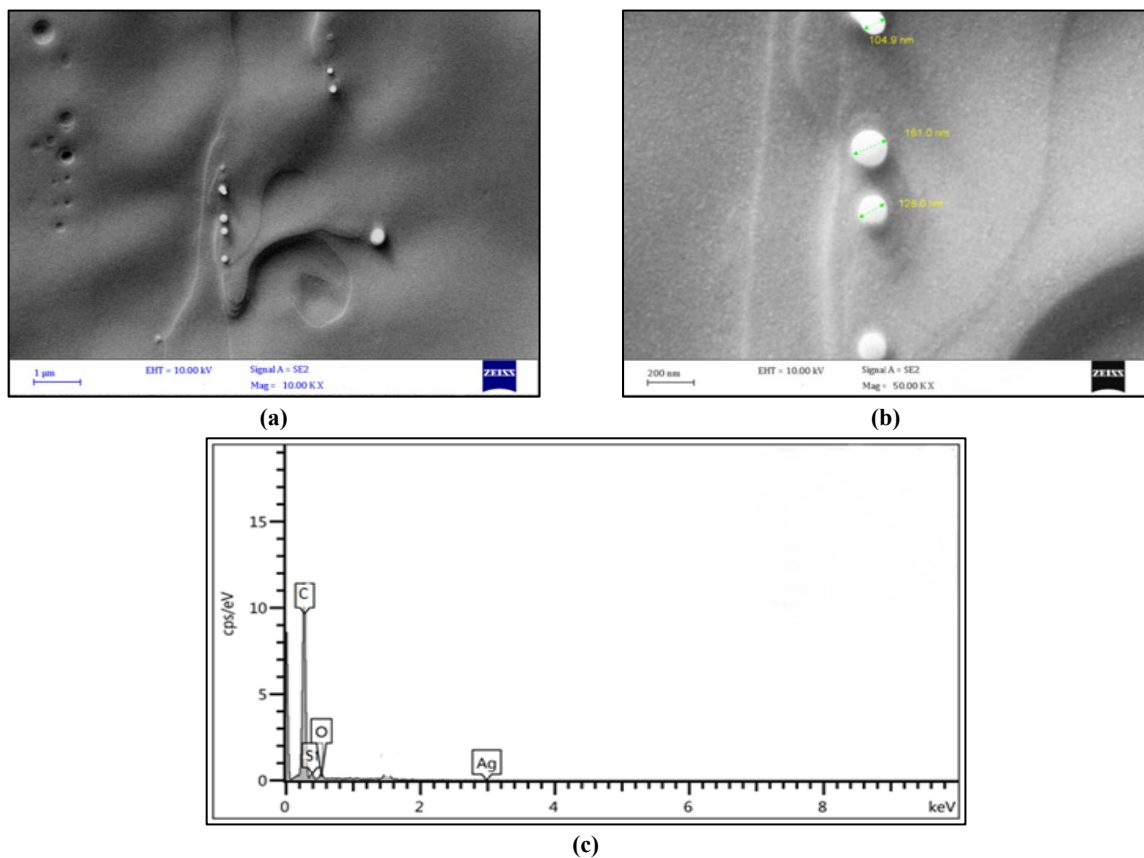 1 µm
EHT = 10.00 kV
Signal A = SE2
Mag = 10.00 K X
ZEISS
(a)
104.9 nm
161.0 nm
128.6 nm
200 nm
EHT = 10.00 kV
Signal A = SE2
Mag = 50.00 K X
ZEISS
(b)
cps/eV
15
10
5
0
C
O
Ag
0
2
4
6
8
keV
(c)